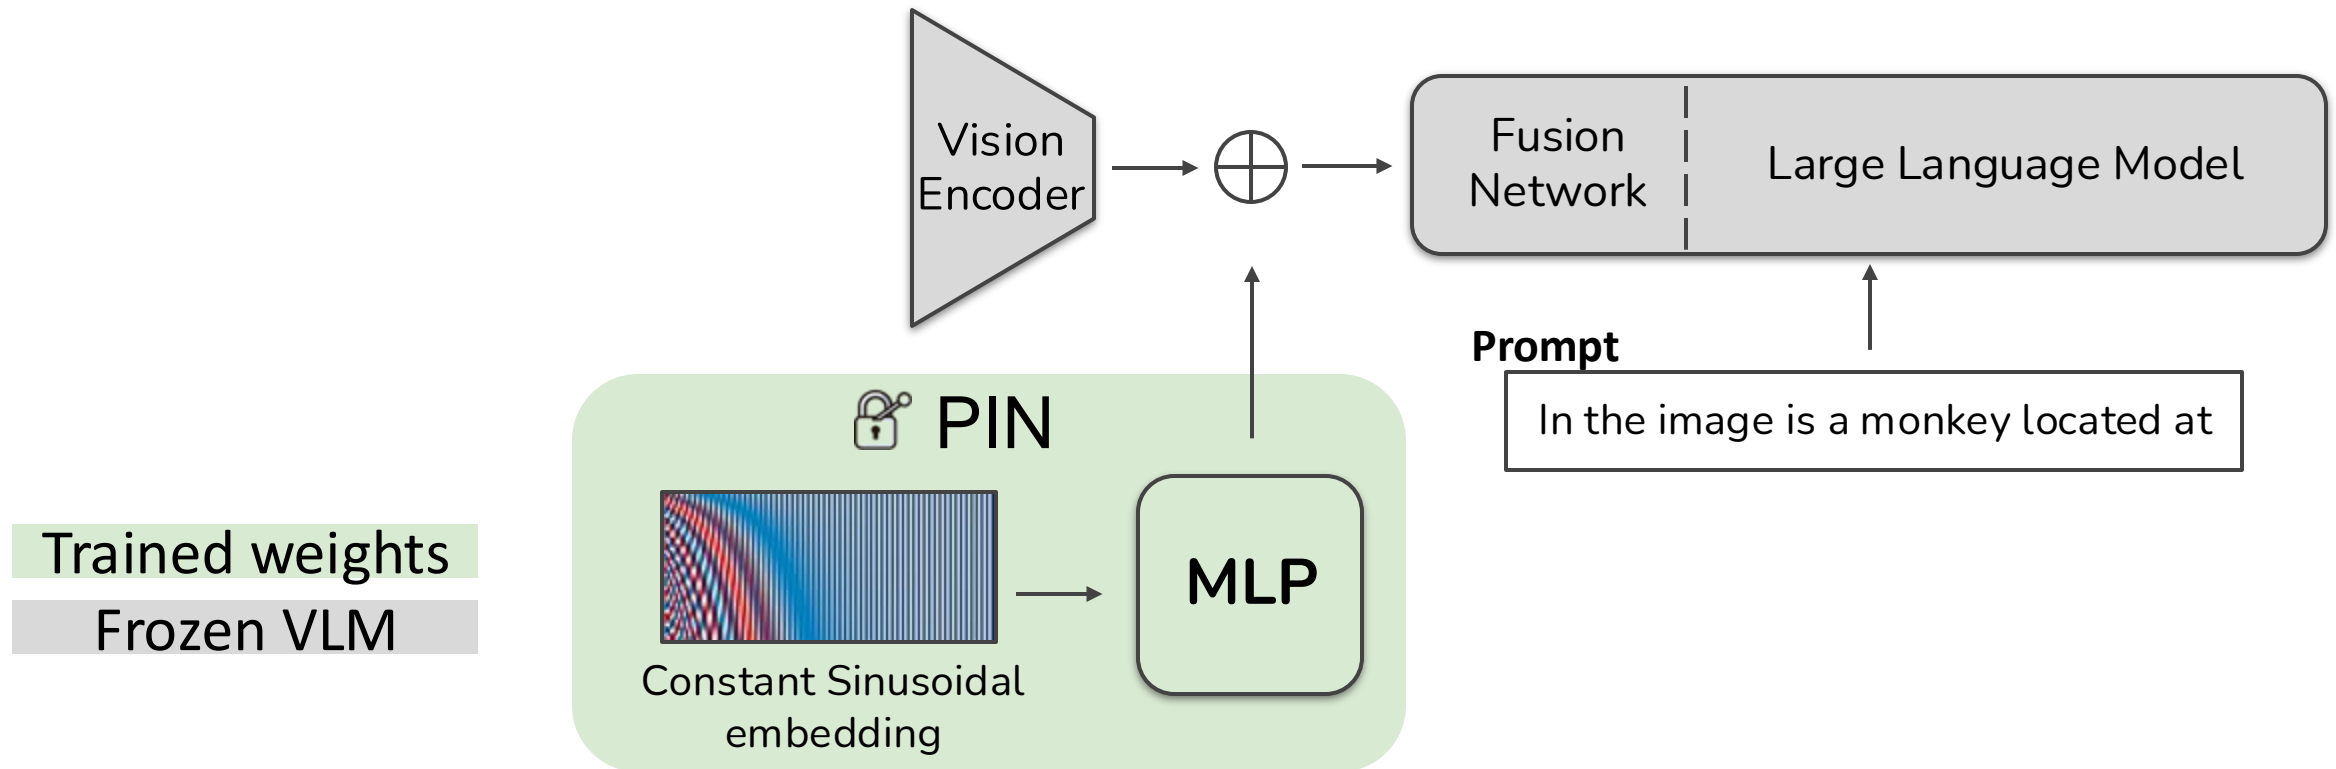 Vision
Encoder
Fusion
Network
Large Language Model
Prompt
In the image is a monkey located at
PIN
MLP
Constant Sinusoidal
embedding
Trained weights
Frozen VLM